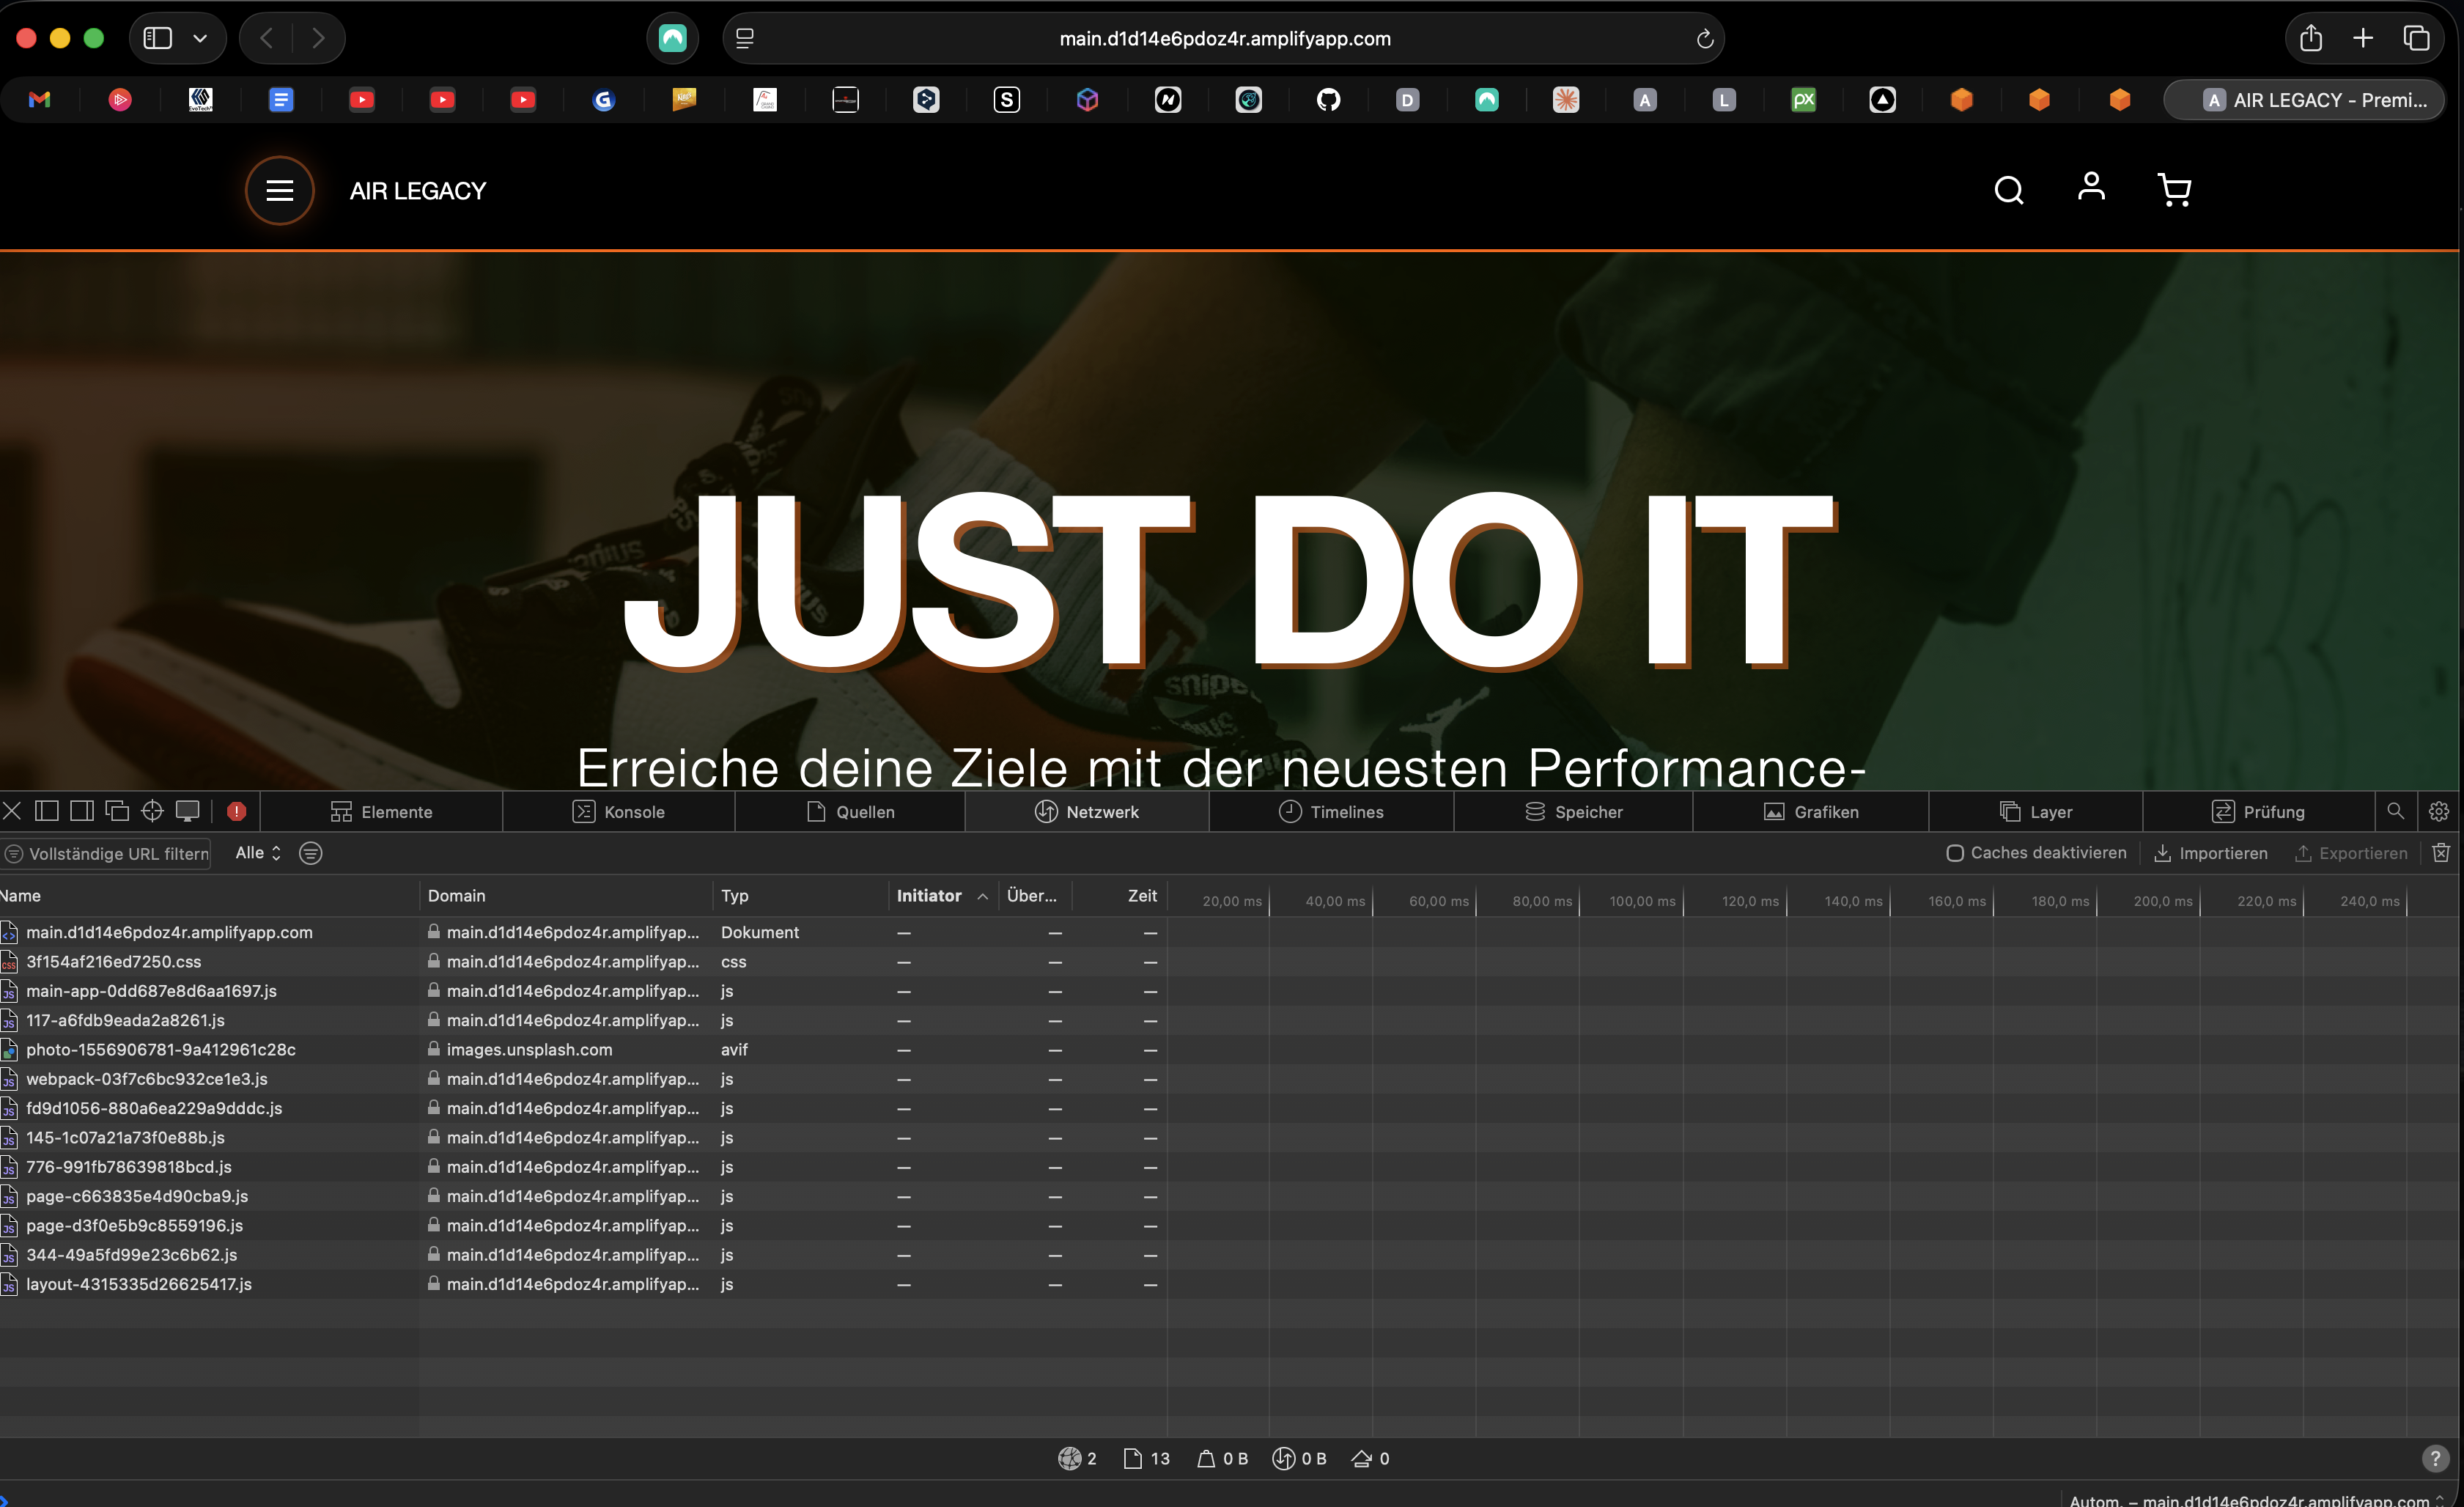 main.d1d14e6pdoz4r.amplifyapp.com
EvoTech
S
D
A
L
px
A AIR LEGACY - Premi...
AIR LEGACY
JUST DO IT
Erreiche deine Ziele mit der neuesten Performance-
Elemente
Konsole
Quellen
Netzwerk
Timelines
Speicher
Grafiken
Layer
Prüfung
Vollständige URL filtern
Alle
Caches deaktivieren
Importieren
Exportieren
Name Domain Typ Initiator Über... Zeit 20,00 ms 40,00 ms 60,00 ms 80,00 ms 100,00 ms 120,0 ms 140,0 ms 160,0 ms 180,0 ms 200,0 ms 220,0 ms 240,0 ms
main.d1d14e6pdoz4r.amplifyapp.com main.d1d14e6pdoz4r.amplifyap... Dokument — — —
3f154af216ed7250.css main.d1d14e6pdoz4r.amplifyap... css — — —
main-app-0dd687e8d6aa1697.js main.d1d14e6pdoz4r.amplifyap... js — — —
117-a6fdb9eada2a8261.js main.d1d14e6pdoz4r.amplifyap... js — — —
photo-1556906781-9a412961c28c images.unsplash.com avif — — —
webpack-03f7c6bc932ce1e3.js main.d1d14e6pdoz4r.amplifyap... js — — —
fd9d1056-880a6ea229a9dddc.js main.d1d14e6pdoz4r.amplifyap... js — — —
145-1c07a21a73f0e88b.js main.d1d14e6pdoz4r.amplifyap... js — — —
776-991fb78639818bcd.js main.d1d14e6pdoz4r.amplifyap... js — — —
page-c663835e4d90cba9.js main.d1d14e6pdoz4r.amplifyap... js — — —
page-d3f0e5b9c8559196.js main.d1d14e6pdoz4r.amplifyap... js — — —
344-49a5fd99e23c6b62.js main.d1d14e6pdoz4r.amplifyap... js — — —
layout-4315335d26625417.js main.d1d14e6pdoz4r.amplifyap... js — — —
2 13 0 B 0 B 0
Autom. – main.d1d14e6pdoz4r.amplifyapp.com